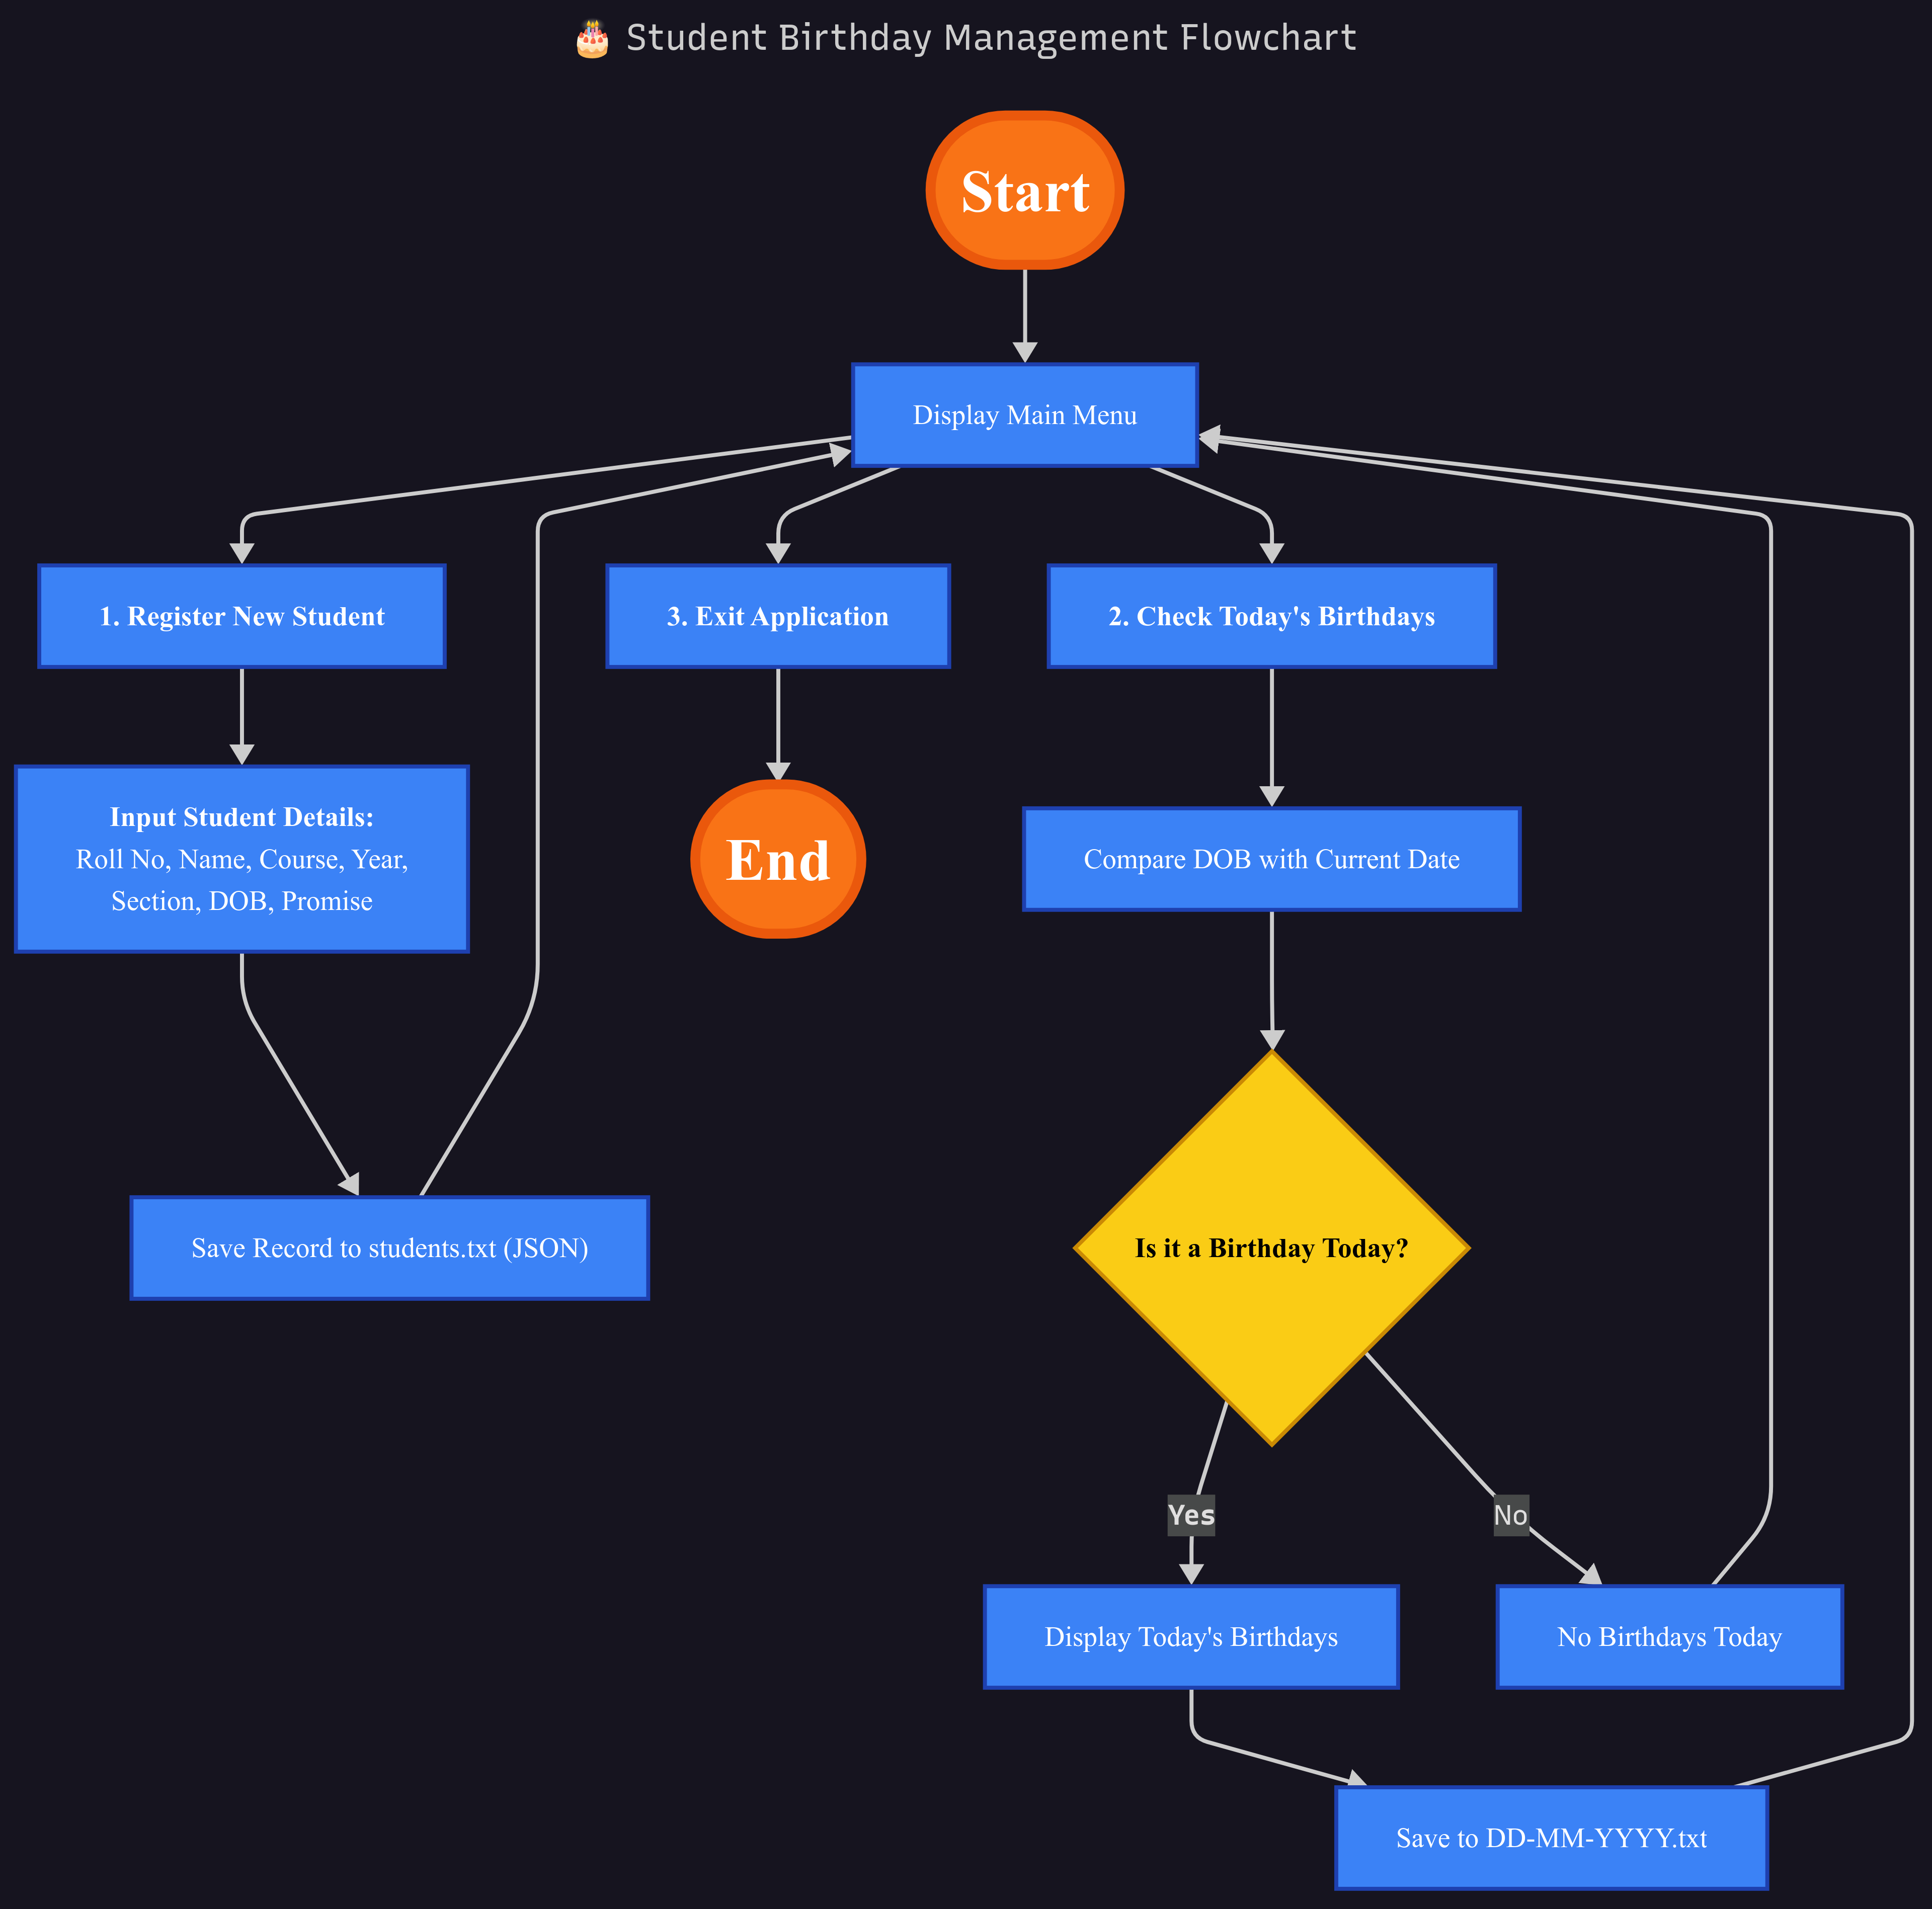 🎂 Student Birthday Management Flowchart
Start
Display Main Menu
1. Register New Student
3. Exit Application
2. Check Today's Birthdays
Input Student Details:
Roll No, Name, Course, Year,
Section, DOB, Promise
End
Compare DOB with Current Date
Save Record to students.txt (JSON)
Is it a Birthday Today?
Yes
No
Display Today's Birthdays
No Birthdays Today
Save to DD-MM-YYYY.txt